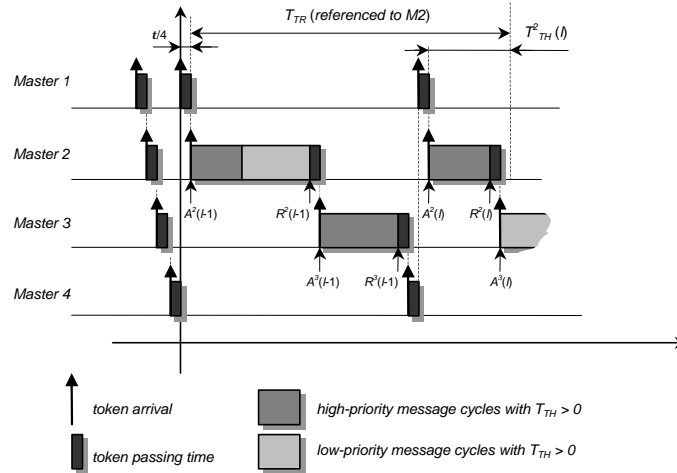 T_TR (referenced to M2)
T²_TH (l)
t/4
Master 1
Master 2
A²(l-1)
R²(l-1)
A²(l)
R²(l)
Master 3
A³(l-1)
R³(l-1)
A³(l)
Master 4
token arrival
high-priority message cycles with T_TH > 0
token passing time
low-priority message cycles with T_TH > 0